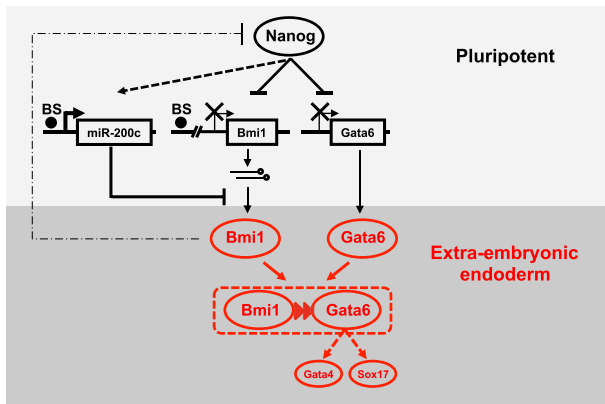 Nanog
Pluripotent
BS
miR-200c
BS
Bmi1
Gata6
Bmi1
Gata6
Extra-embryonic
endoderm
Bmi1
Gata6
Gata4
Sox17